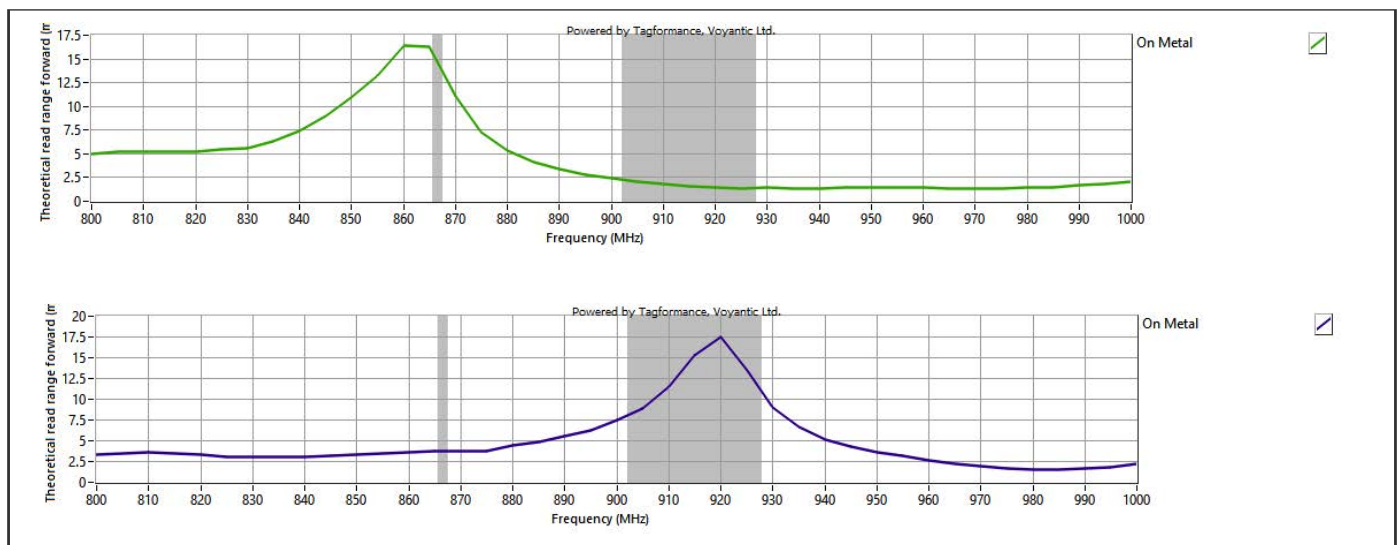 Powered by Tagformance, Voyantic Ltd.
Theoretical read range forward (m
17.5
15
12.5
10
7.5
5
2.5
0
800 810 820 830 840 850 860 870 880 890 900 910 920 930 940 950 960 970 980 990 1000
Frequency (MHz)
On Metal
Powered by Tagformance, Voyantic Ltd.
Theoretical read range forward (m
20
17.5
15
12.5
10
7.5
5
2.5
0
800 810 820 830 840 850 860 870 880 890 900 910 920 930 940 950 960 970 980 990 1000
Frequency (MHz)
On Metal